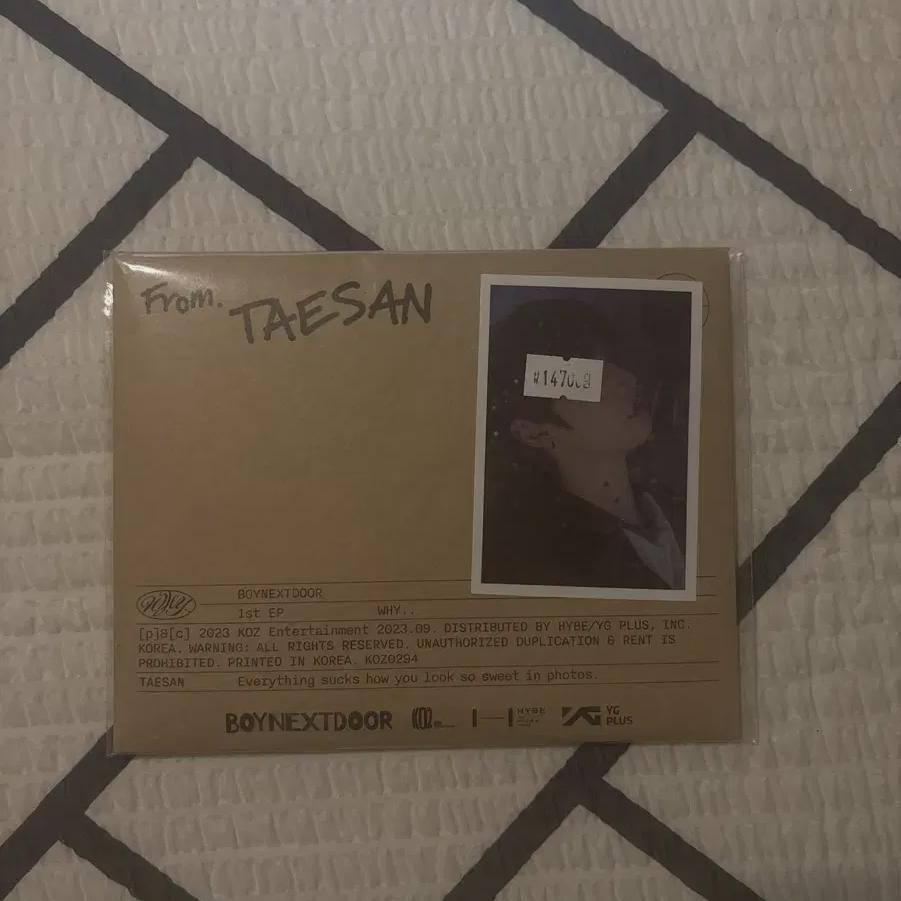 From. TAESAN
₩14700
why..
BOYNEXTDOOR
1st EP WHY..
[p]&[c] 2023 KOZ Entertainment 2023.09. DISTRIBUTED BY HYBE/YG PLUS, INC.
KOREA. WARNING: ALL RIGHTS RESERVED. UNAUTHORIZED DUPLICATION & RENT IS
PROHIBITED. PRINTED IN KOREA. KOZ0294
TAESAN Everything sucks how you look so sweet in photos.
BOYNEXTDOOR KOZ HYBE YG PLUS